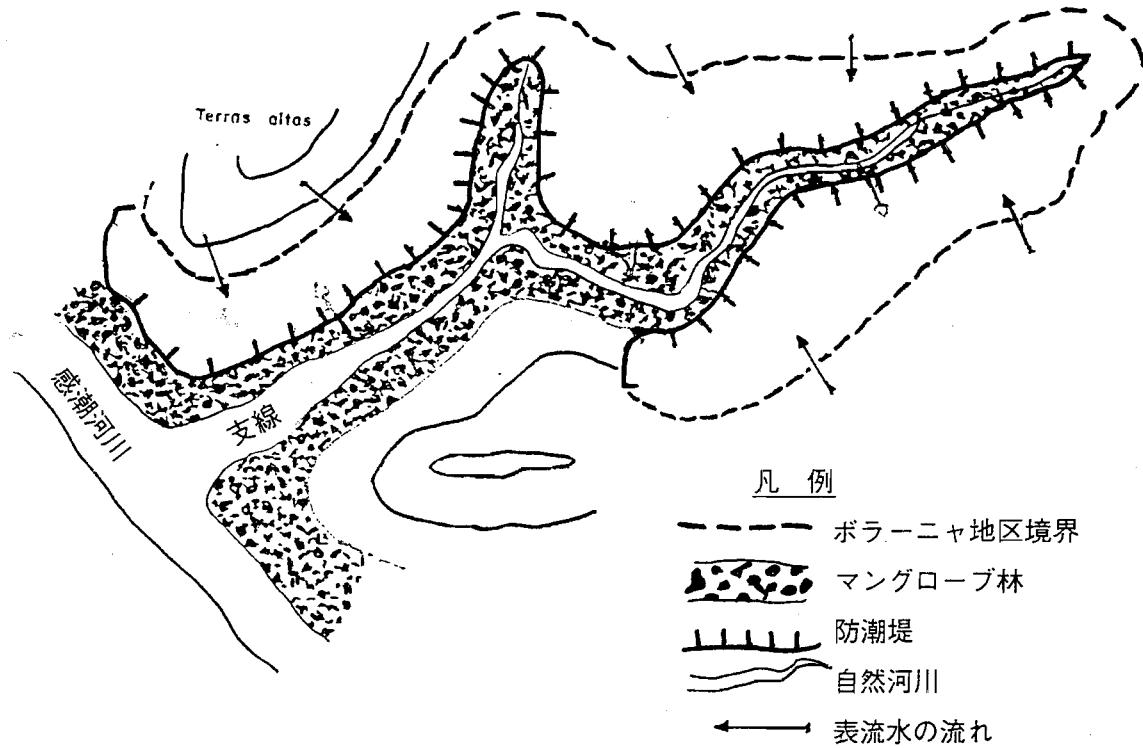 Terras altas
感潮河川
支線
凡 例
ボラーニャ地区境界
マングローブ林
防潮堤
自然河川
表流水の流れ